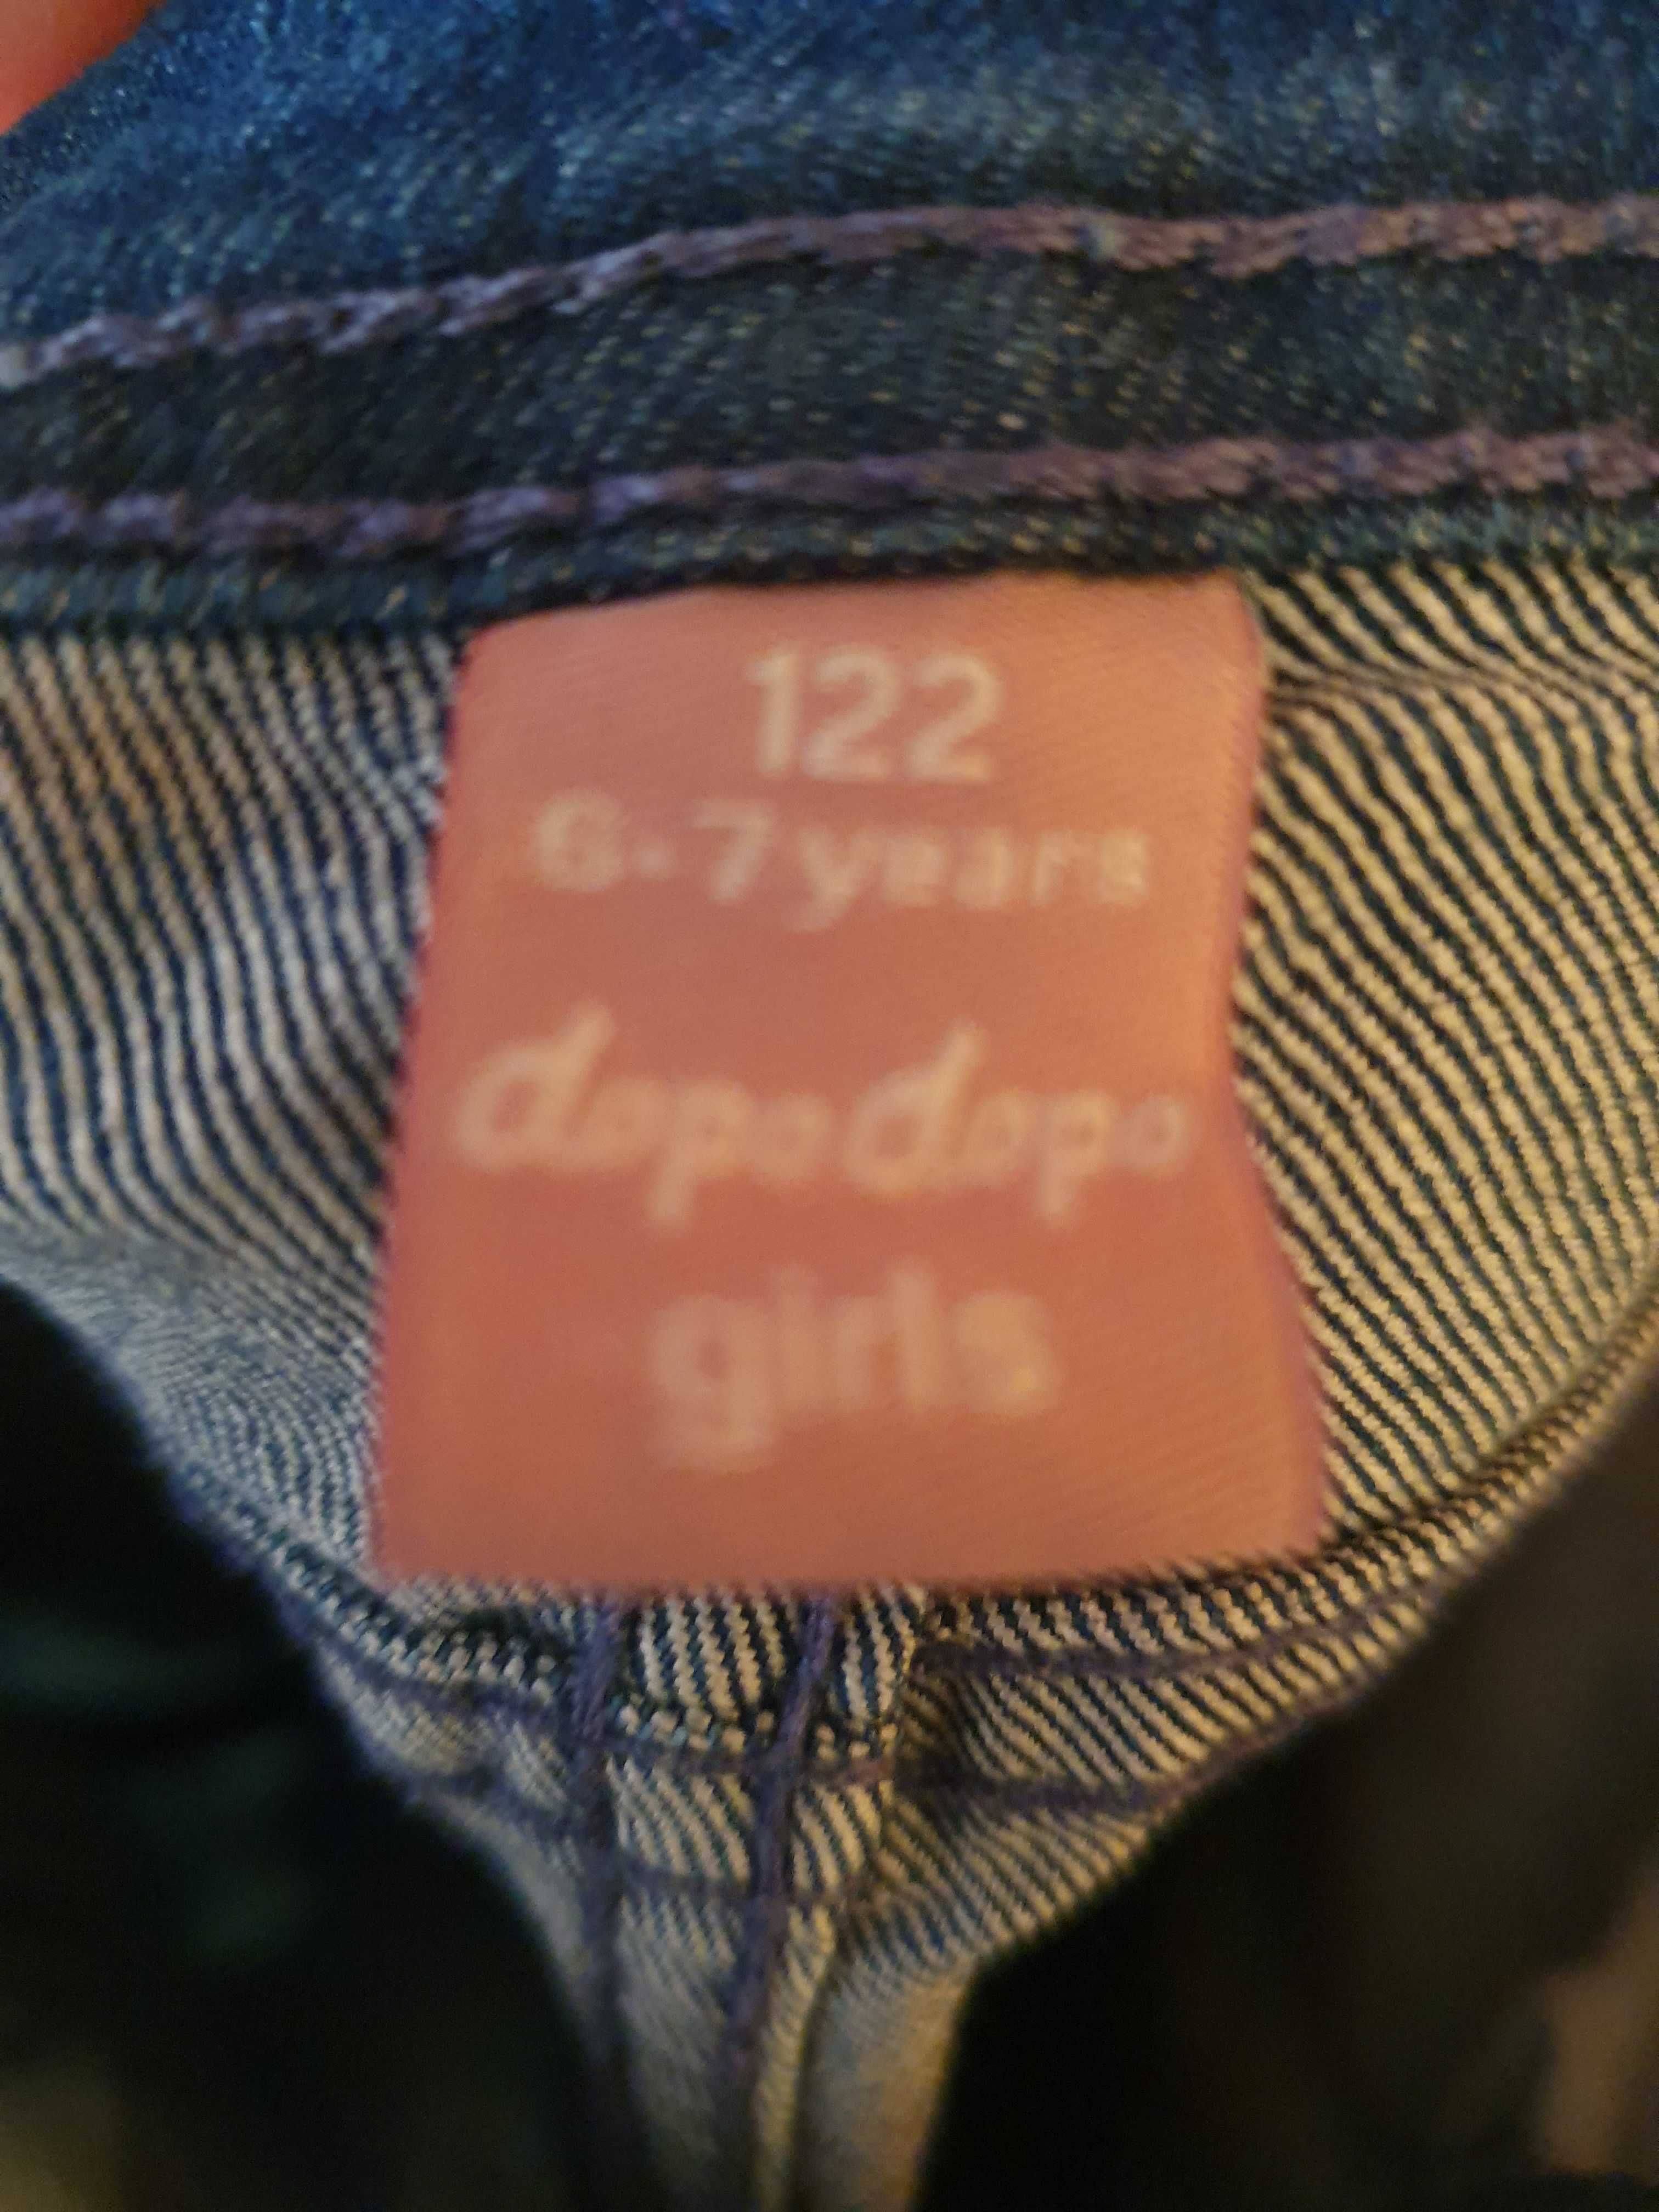 122
6-7 years
dopodopo
girls